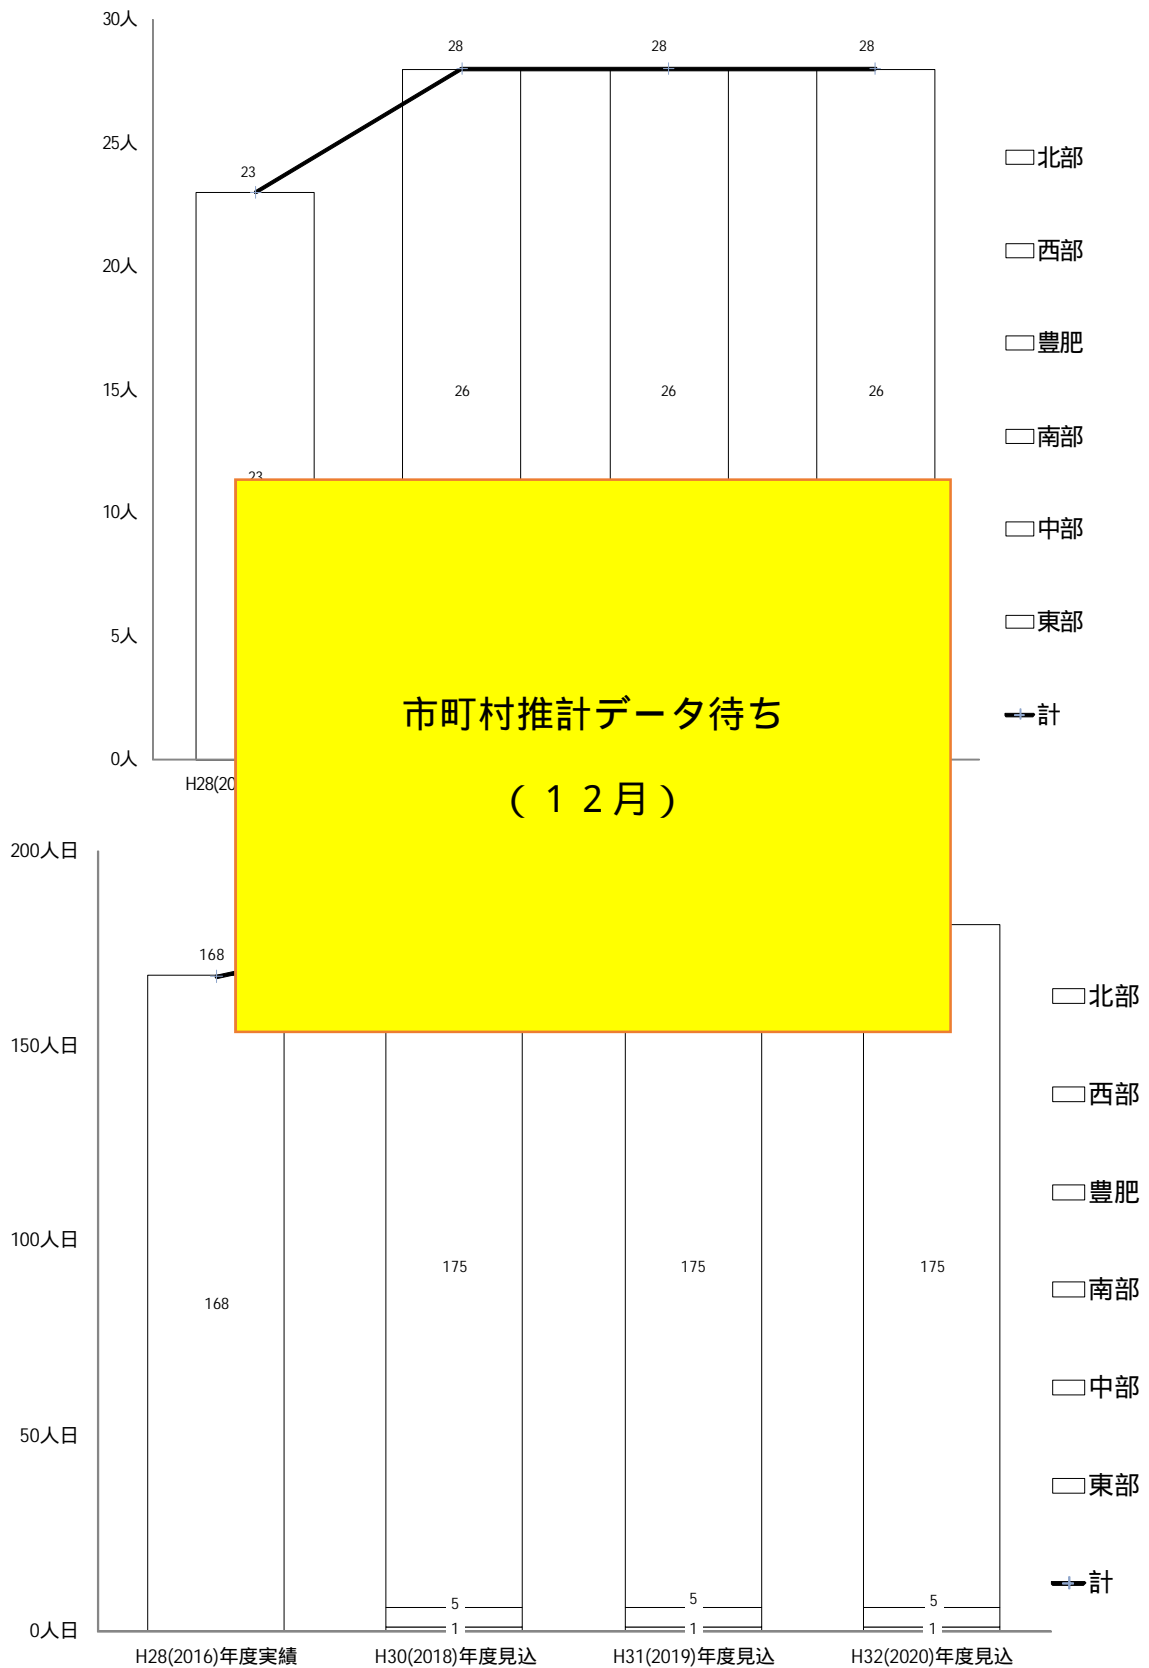 30人
28
28
28
25人
23
20人
15人
26
26
26
23
10人
5人
0人
H28(20
北部
西部
豊肥
南部
中部
東部
計
市町村推計データ待ち
(12月)
200人日
168
150人日
100人日
175
175
175
168
50人日
5
5
5
1
1
1
0人日
H28(2016)年度実績
H30(2018)年度見込
H31(2019)年度見込
H32(2020)年度見込
北部
西部
豊肥
南部
中部
東部
計